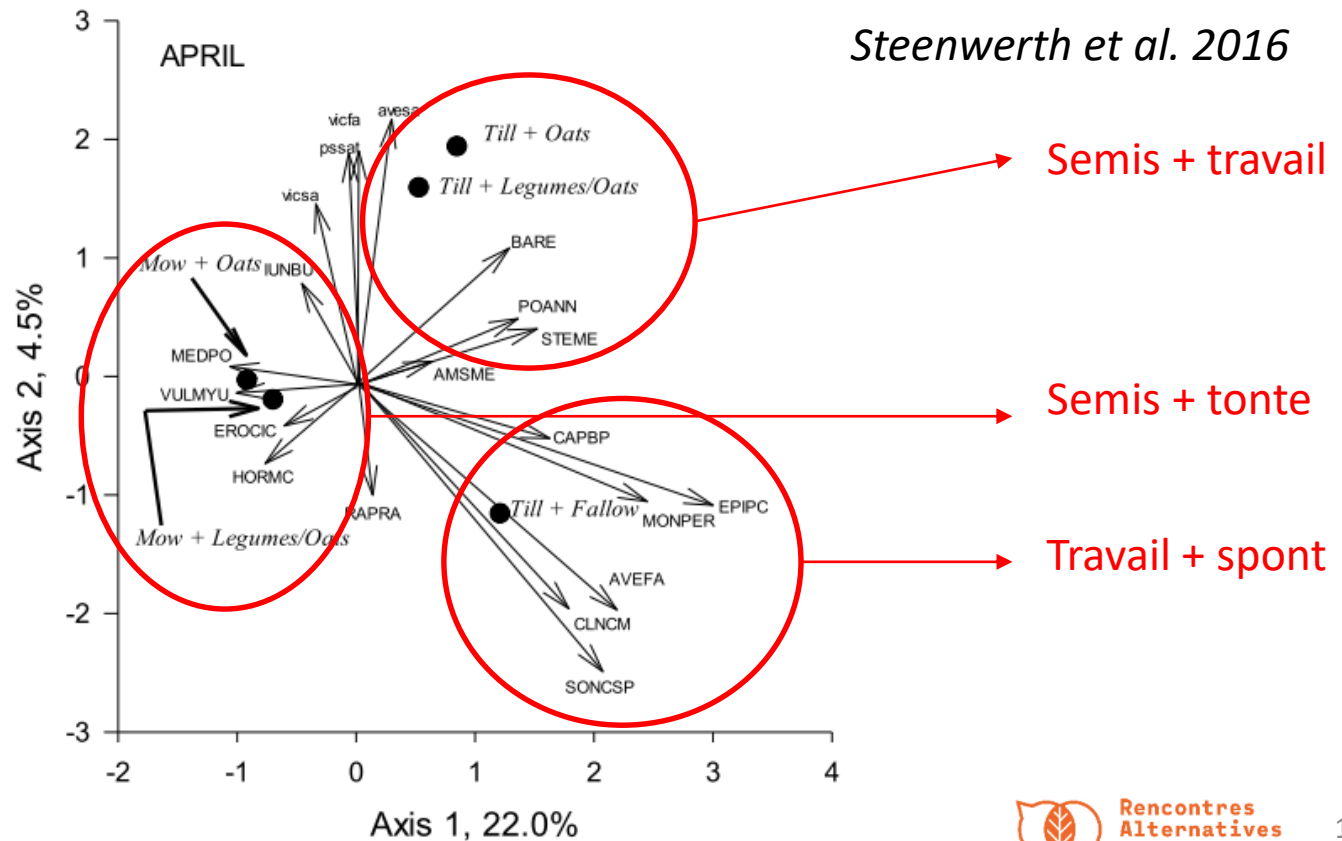 Steenwerth et al. 2016
APRIL
3
2
1
0
-1
-2
-3
Axis 2, 4.5%
vicfa
avesa
pssat
vicsa
Till + Oats
Till + Legumes/Oats
BARE
Mow + Oats
IUNBU
POANN
STEME
MEDPO
AMSME
VULMYU
EROCIC
CAPBP
HORMC
RAPRA
Till + Fallow
MONPER
EPIPC
Mow + Legumes/Oats
AVEFA
CLNCM
SONCSP
-2
-1
0
1
2
3
4
Axis 1, 22.0%
Semis + travail
Semis + tonte
Travail + spont
Rencontres
Alternatives
1